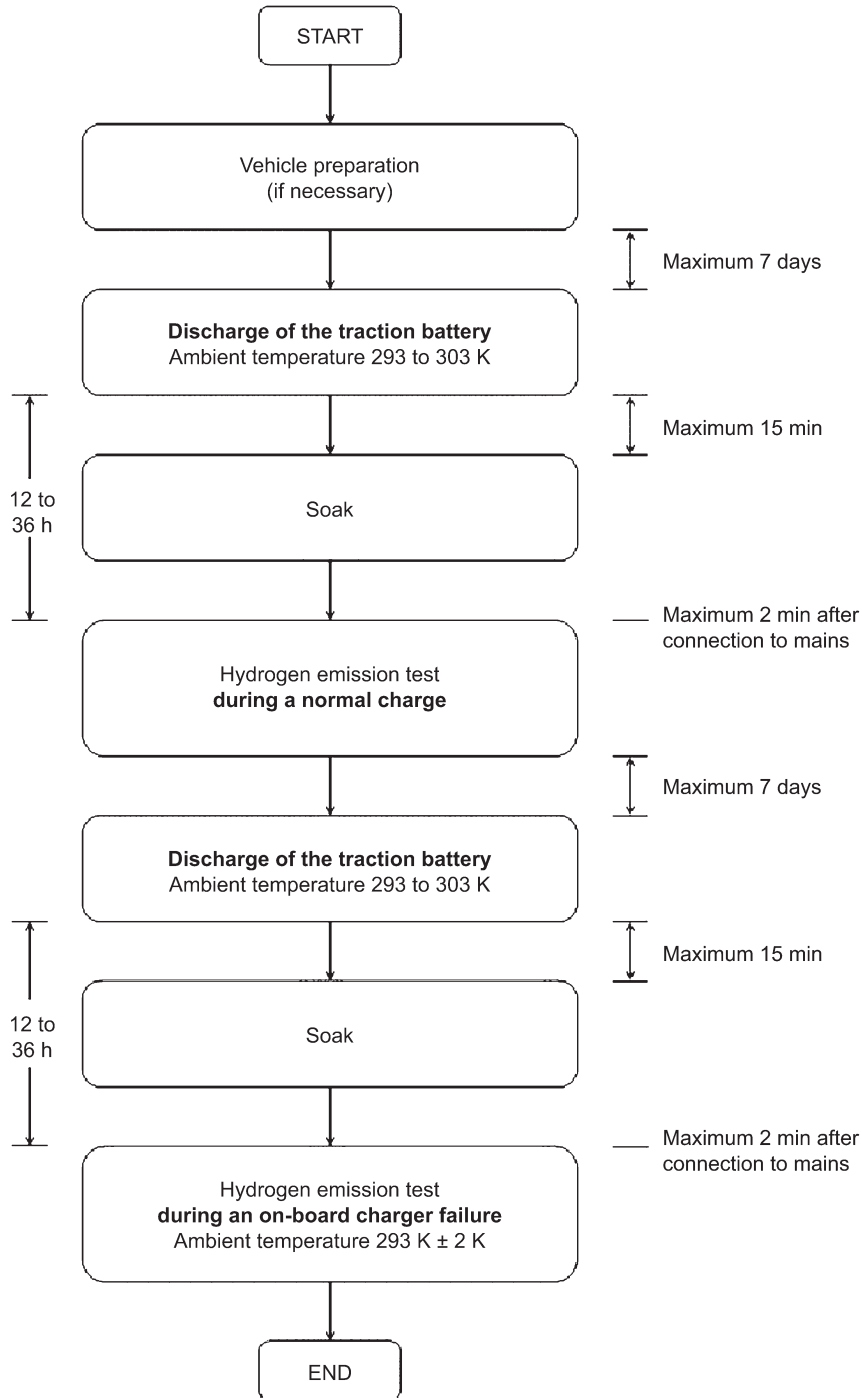 START
Vehicle preparation
(if necessary)
Maximum 7 days
Discharge of the traction battery
Ambient temperature 293 to 303 K
Maximum 15 min
12 to
36 h
Soak
Maximum 2 min after
connection to mains
Hydrogen emission test
during a normal charge
Maximum 7 days
Discharge of the traction battery
Ambient temperature 293 to 303 K
Maximum 15 min
12 to
36 h
Soak
Maximum 2 min after
connection to mains
Hydrogen emission test
during an on-board charger failure
Ambient temperature 293 K ± 2 K
END